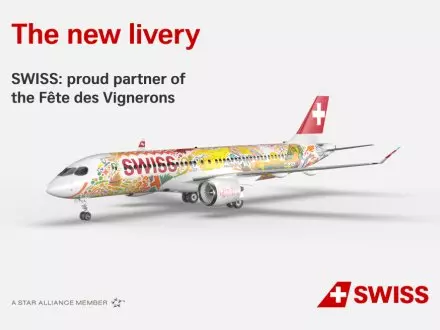 The new livery
SWISS: proud partner of
the Fête des Vignerons
SWISS
A STAR ALLIANCE MEMBER
SWISS